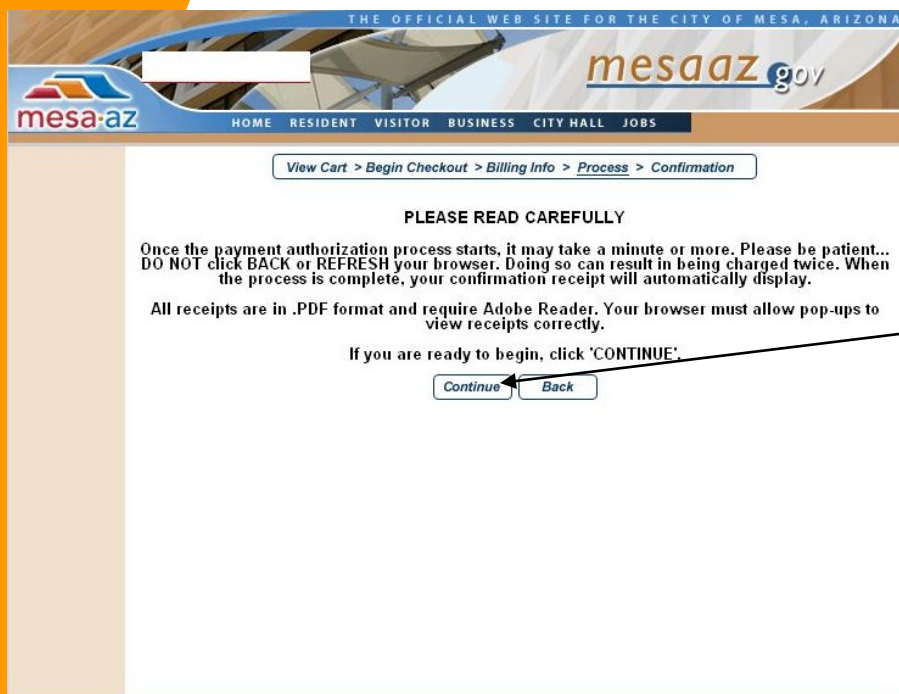 THE OFFICIAL WEB SITE FOR THE CITY OF MESA, ARIZONA
mesaaz gov
mesa·az
HOME RESIDENT VISITOR BUSINESS CITY HALL JOBS
View Cart > Begin Checkout > Billing Info > Process > Confirmation
PLEASE READ CAREFULLY
Once the payment authorization process starts, it may take a minute or more. Please be patient...
DO NOT click BACK or REFRESH your browser. Doing so can result in being charged twice. When
the process is complete, your confirmation receipt will automatically display.
All receipts are in .PDF format and require Adobe Reader. Your browser must allow pop-ups to
view receipts correctly.
If you are ready to begin, click 'CONTINUE'.
Continue Back